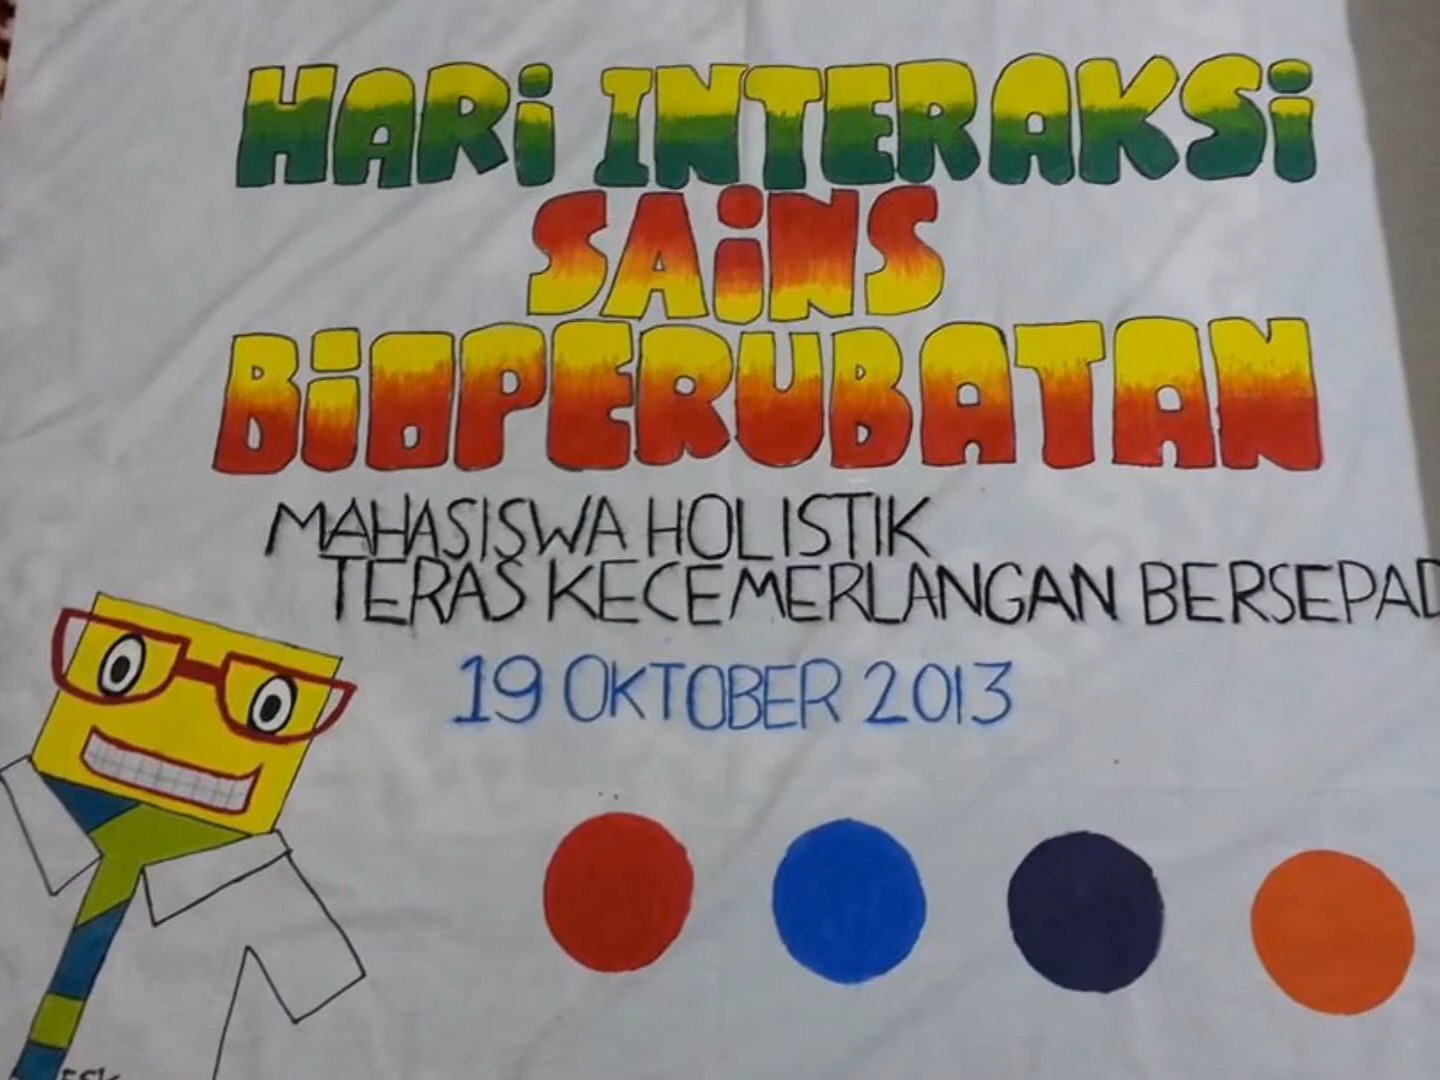 HARi INTERAKSi
SAiNS
BiOPERUBATAN
MAHASISWA HOLISTIK
TERAS KECEMERLANGAN BERSEPAD
19 OKTOBER 2013